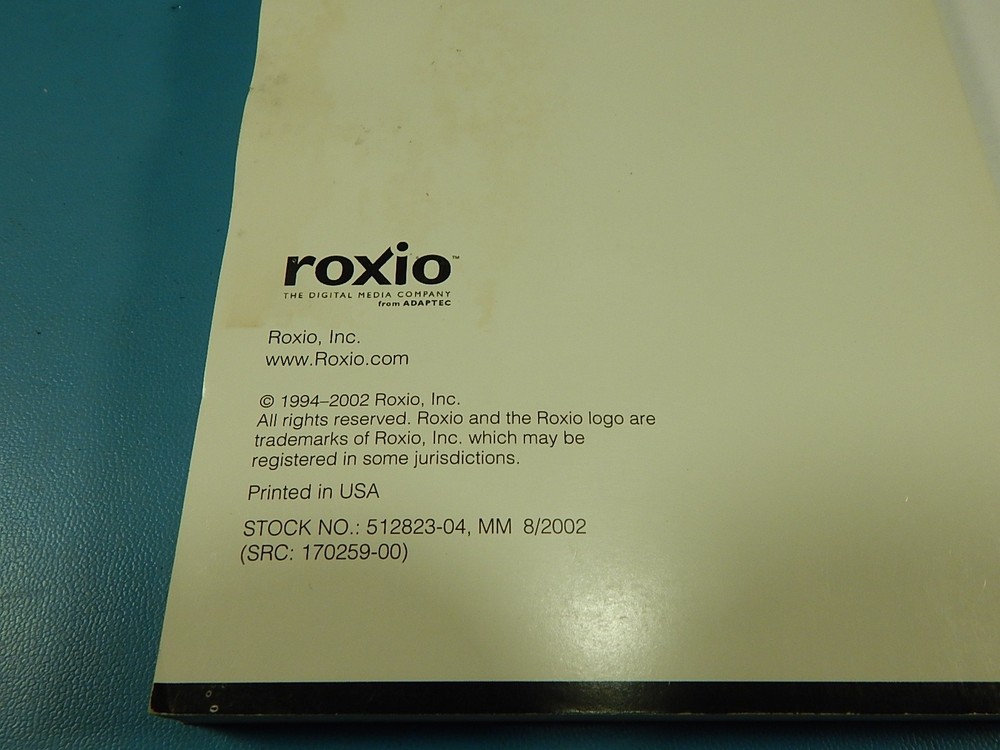 roxio™
THE DIGITAL MEDIA COMPANY
from ADAPTEC
Roxio, Inc.
www.Roxio.com
© 1994–2002 Roxio, Inc.
All rights reserved. Roxio and the Roxio logo are
trademarks of Roxio, Inc. which may be
registered in some jurisdictions.
Printed in USA
STOCK NO.: 512823-04, MM 8/2002
(SRC: 170259-00)